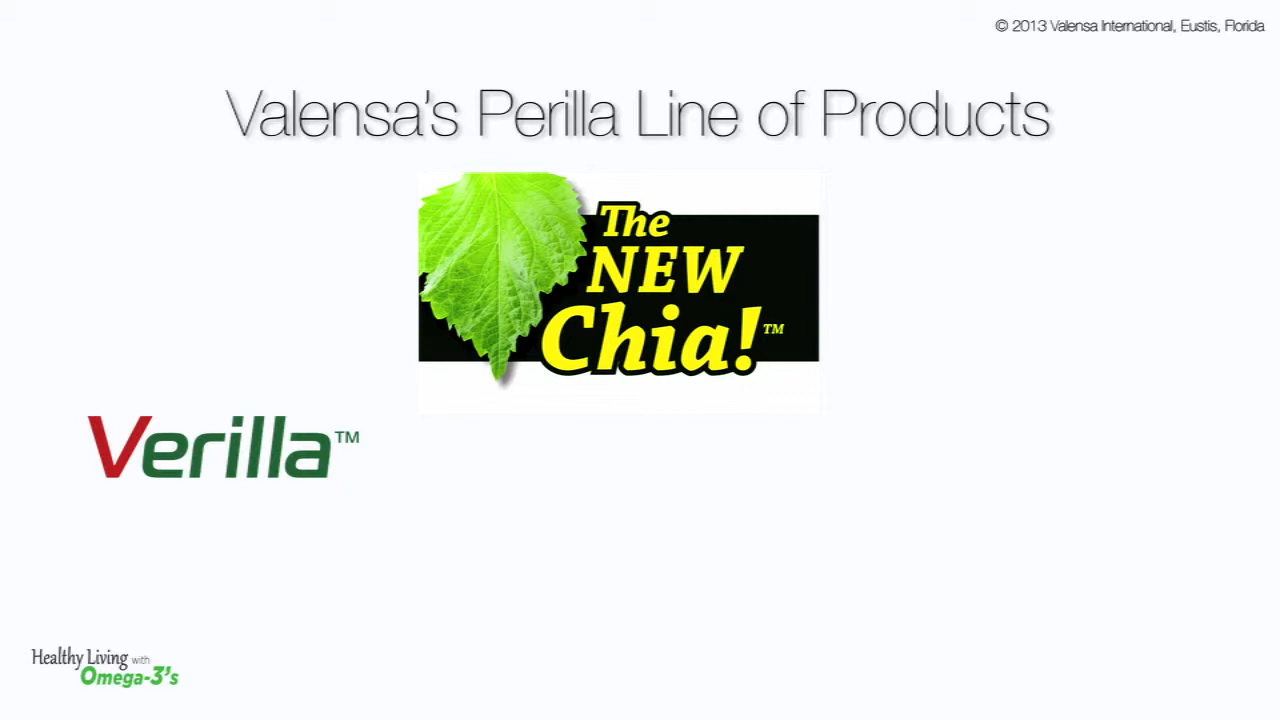 © 2013 Valensa International, Eustis, Florida
Valensa's Perilla Line of Products
The
NEW
Chia!™
Verilla™
Healthy Living with
Omega-3's